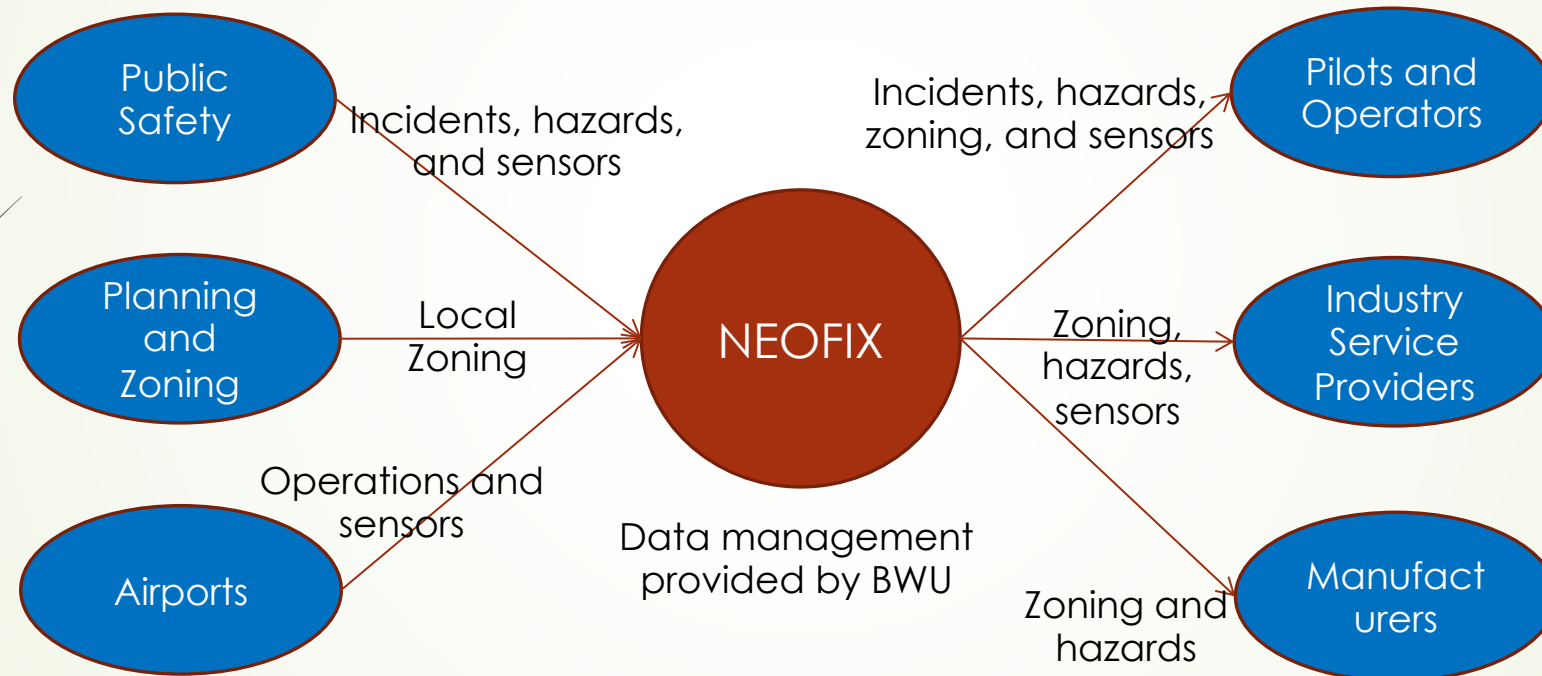 Public
Safety
Incidents, hazards,
and sensors
Incidents, hazards,
zoning, and sensors
Pilots and
Operators
Planning
and
Zoning
Local
Zoning
NEOFIX
Zoning,
hazards,
sensors
Industry
Service
Providers
Airports
Operations and
sensors
Data management
provided by BWU
Zoning and
hazards
Manufact
urers